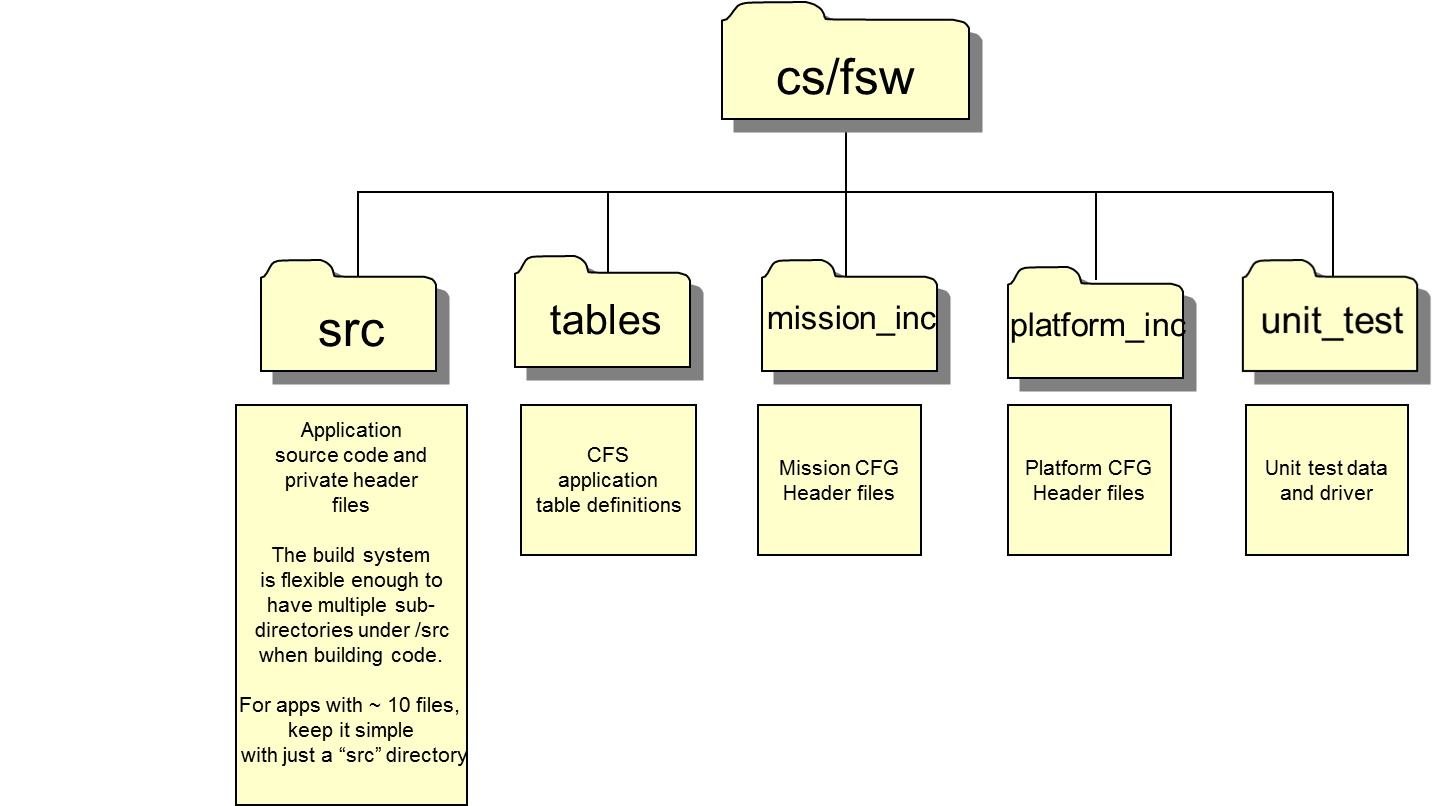 cs/fsw
src
tables
mission_inc
platform_inc
unit_test
Application
source code and
private header
files
The build system
is flexible enough to
have multiple sub-
directories under /src
when building code.
For apps with ~ 10 files,
keep it simple
with just a “src” directory
CFS
application
table definitions
Mission CFG
Header files
Platform CFG
Header files
Unit test data
and driver